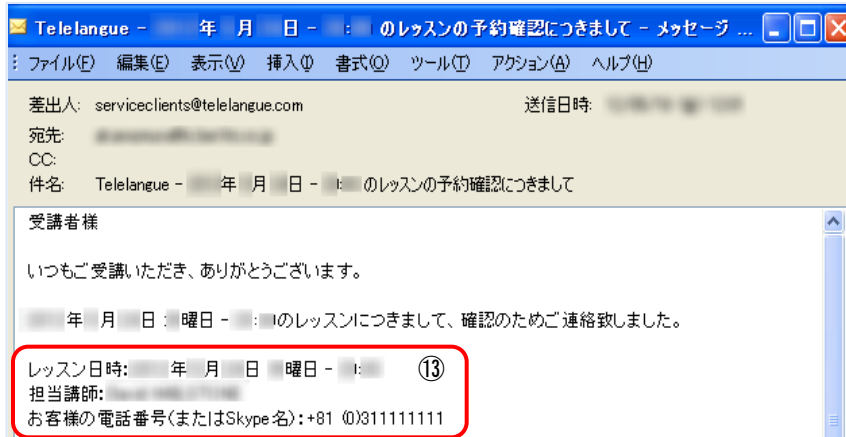 Telelangue - 年 月 日 - : のレッスンの予約確認につきまして - メッセージ ...
ファイル(F) 編集(E) 表示(V) 挿入(I) 書式(O) ツール(T) アクション(A) ヘルプ(H)
差出人: serviceclients@telelangue.com 送信日時:
宛先:
CC:
件名: Telelangue - 年 月 日 - のレッスンの予約確認につきまして
受講者様
いつもご受講いただき、ありがとうございます。
年 月 日 曜日 - : のレッスンにつきまして、確認のためご連絡致しました。
レッスン日時: 年 月 日 曜日 - : ⑬
担当講師:
お客様の電話番号(またはSkype名):+81 (0)311111111